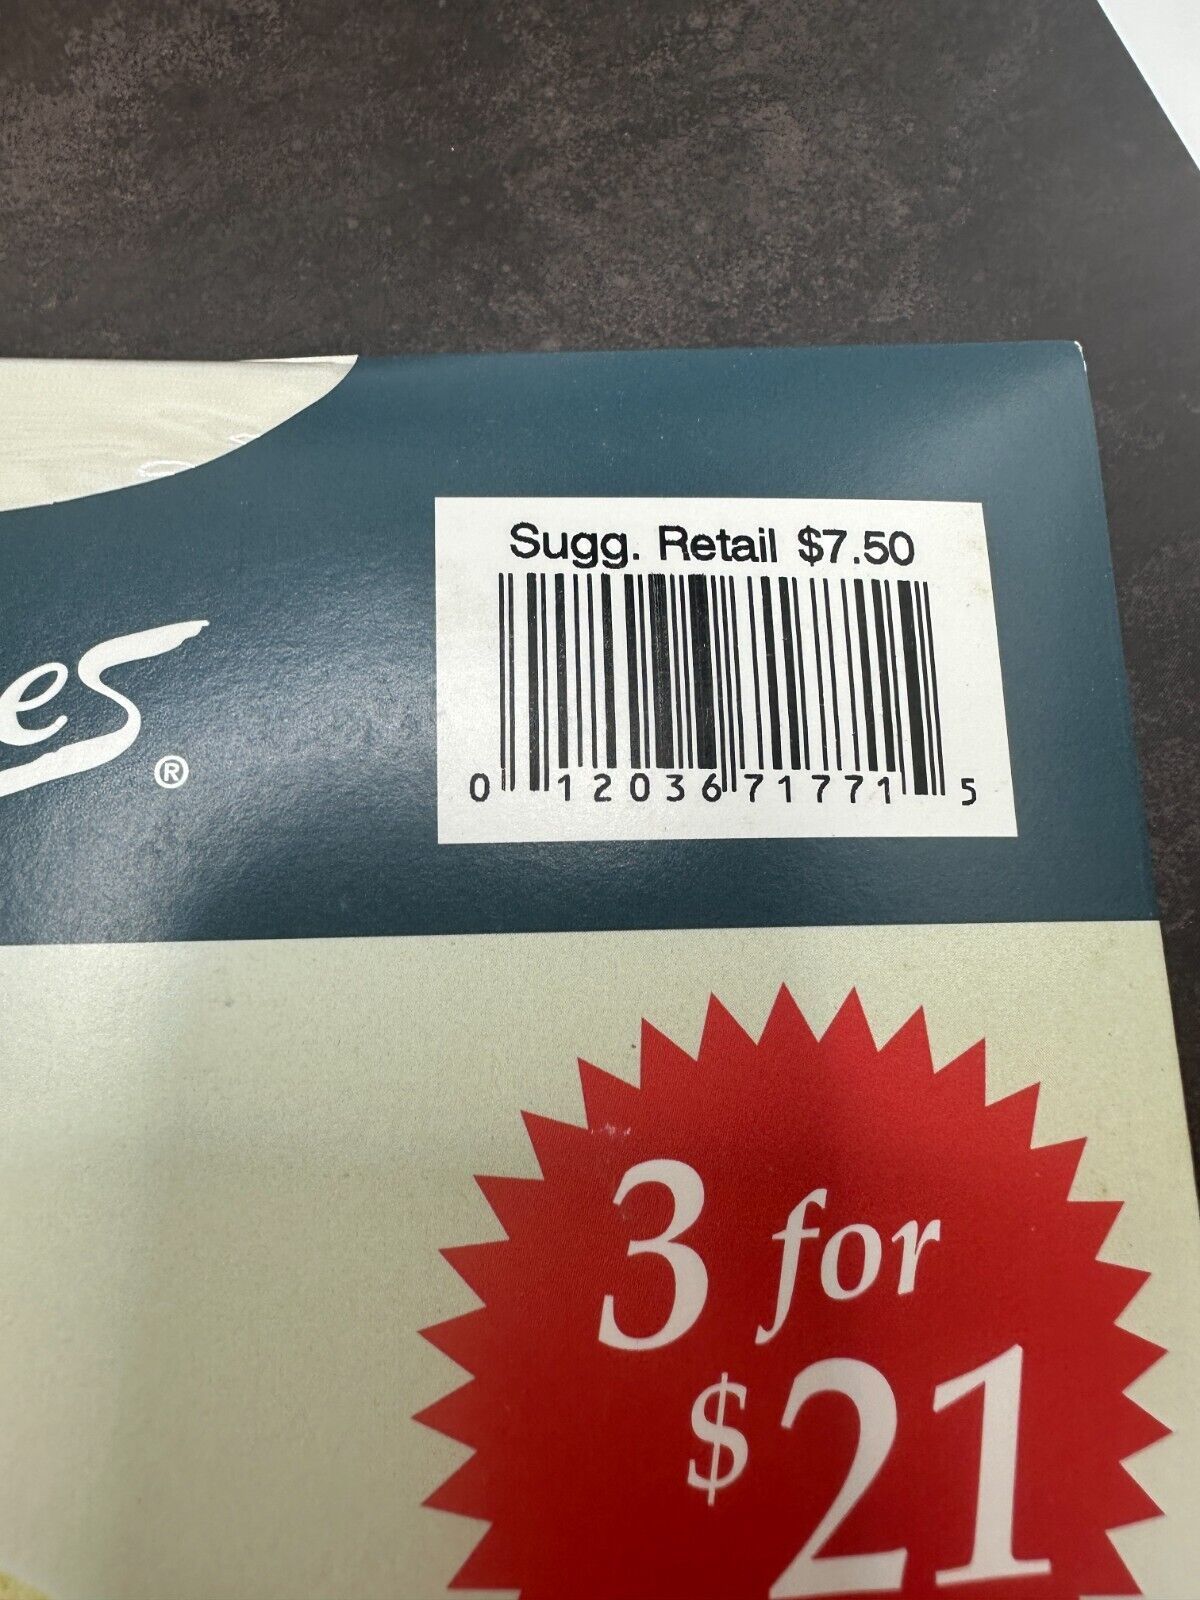 Sugg. Retail $7.50
0 12036 71771 5
es®
3 for
$21